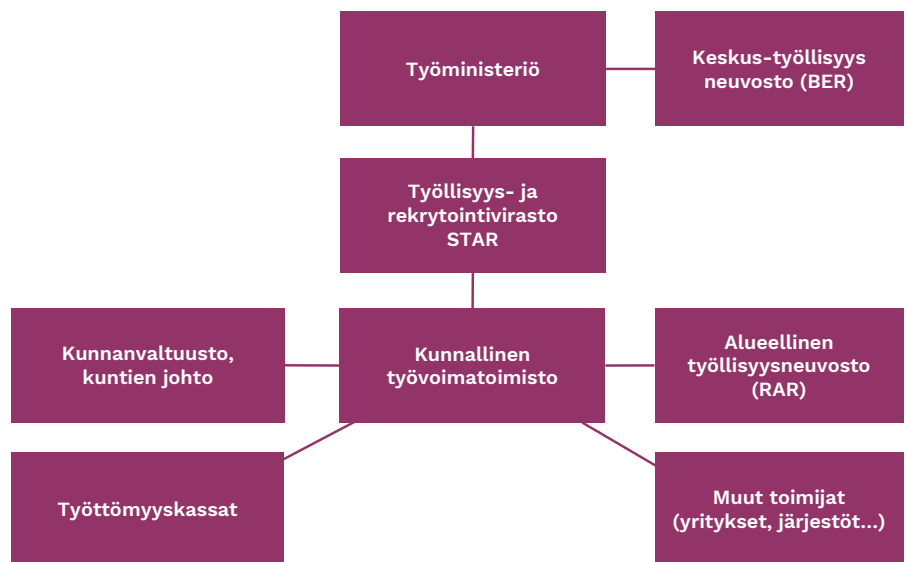 Työministeriö
Keskus-työllisyys
neuvosto (BER)
Työllisyys- ja
rekrytointivirasto
STAR
Kunnanvaltuusto,
kuntien johto
Kunnallinen
työvoimatoimisto
Alueellinen
työllisyysneuvosto
(RAR)
Työttömyyskassat
Muut toimijat
(yritykset, järjestöt...)